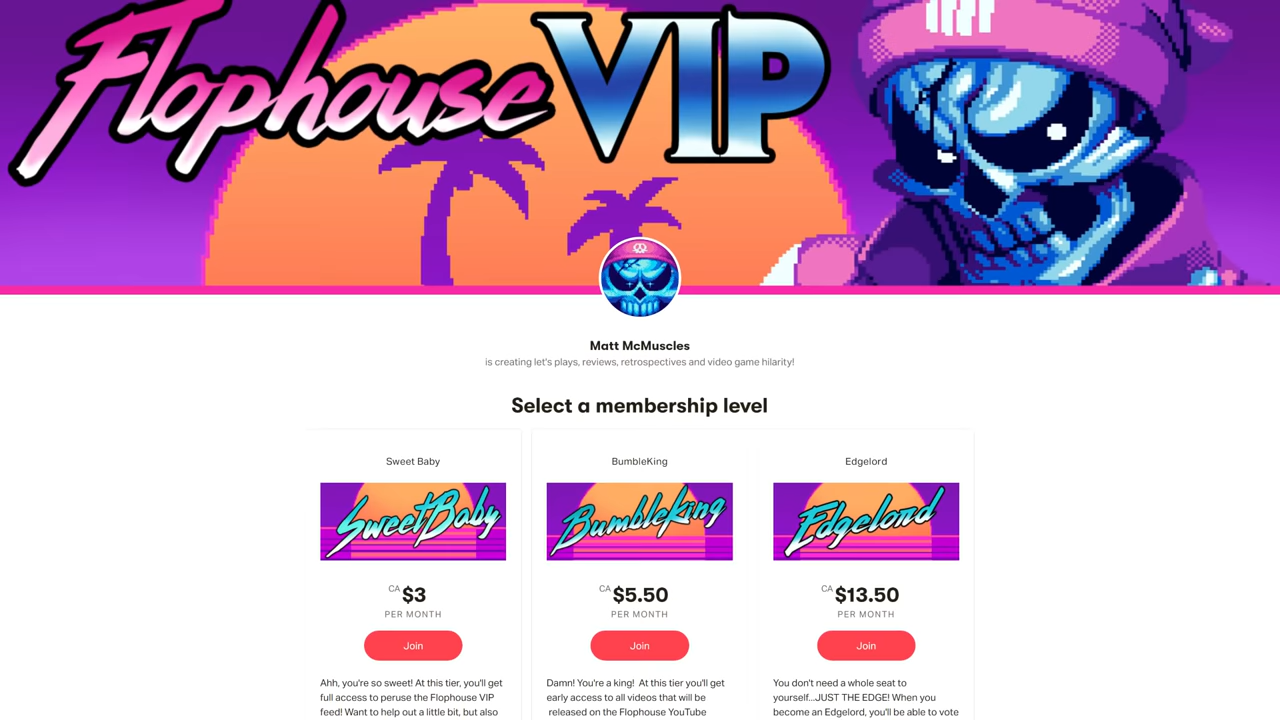 Flophouse VIP
Matt McMuscles
is creating let's plays, reviews, retrospectives and video game hilarity!
Select a membership level
Sweet Baby
SweetBaby
CA $3
PER MONTH
Join
Ahh, you're so sweet! At this tier, you'll get
full access to peruse the Flophouse VIP
feed! Want to help out a little bit, but also
BumbleKing
BumbleKing
CA $5.50
PER MONTH
Join
Damn! You're a king! At this tier you'll get
early access to all videos that will be
released on the Flophouse YouTube
Edgelord
Edgelord
CA $13.50
PER MONTH
Join
You don't need a whole seat to
yourself...JUST THE EDGE! When you
become an Edgelord, you'll be able to vote